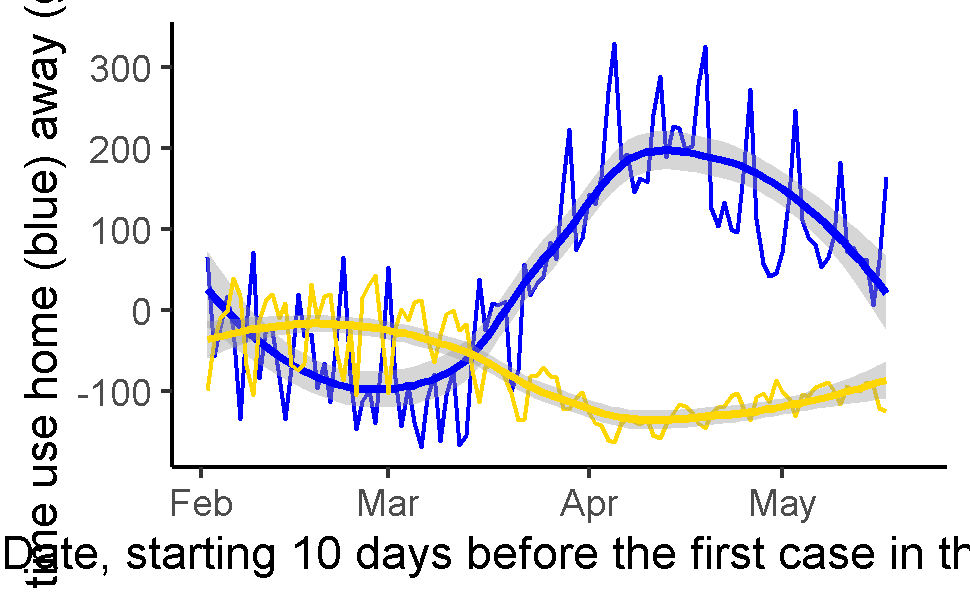 time use home (blue) away (g
300
200
100
0
-100
Feb Mar Apr May
Date, starting 10 days before the first case in th